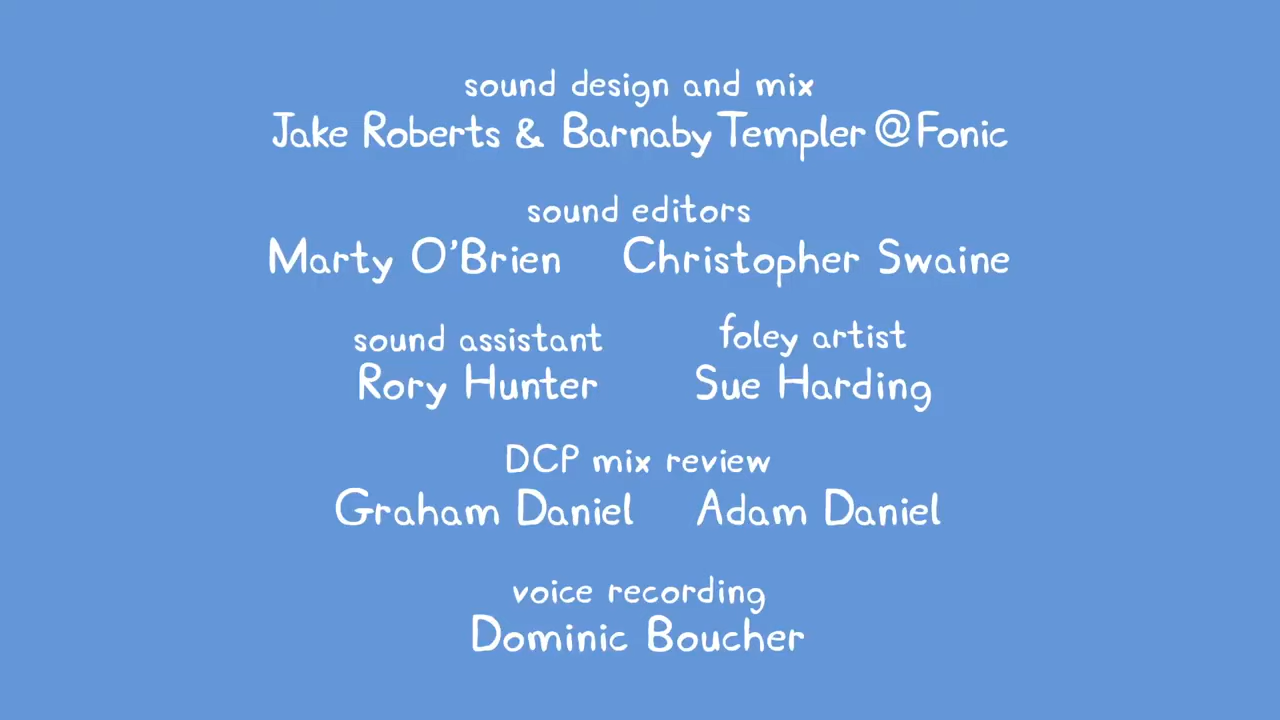 sound design and mix
Jake Roberts & Barnaby Templer @Fonic
sound editors
Marty O'Brien Christopher Swaine
sound assistant foley artist
Rory Hunter Sue Harding
DCP mix review
Graham Daniel Adam Daniel
voice recording
Dominic Boucher